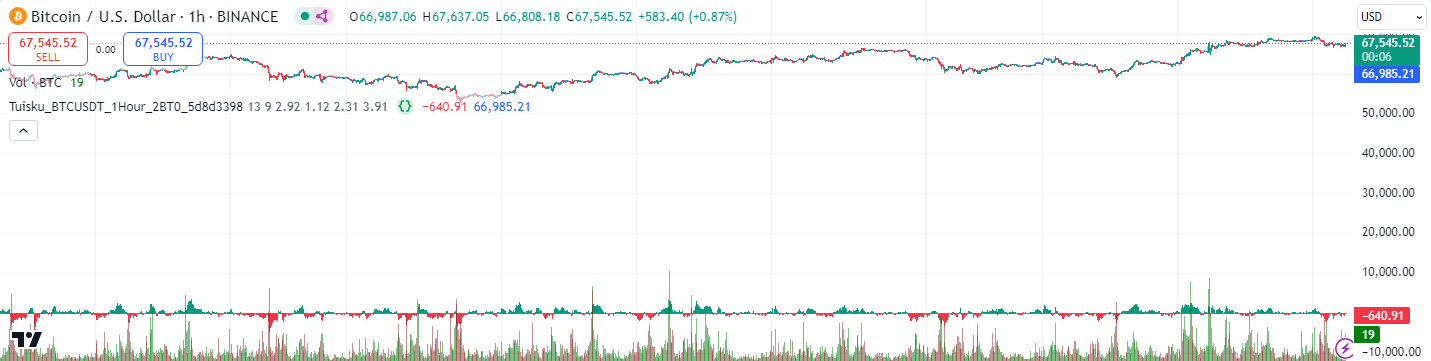 Bitcoin / U.S. Dollar · 1h · BINANCE O66,987.06 H67,637.05 L66,808.18 C67,545.52 +583.40 (+0.87%)
USD
67,545.52 SELL
0.00
67,545.52 BUY
67,545.52
00:06
66,985.21
Vol · BTC 19
Tuisku_BTCUSDT_1Hour_2BT0_5d8d3398 13 9 2.92 1.12 2.31 3.91 −640.91 66,985.21
50,000.00
40,000.00
30,000.00
20,000.00
10,000.00
−640.91
19
−10,000.00